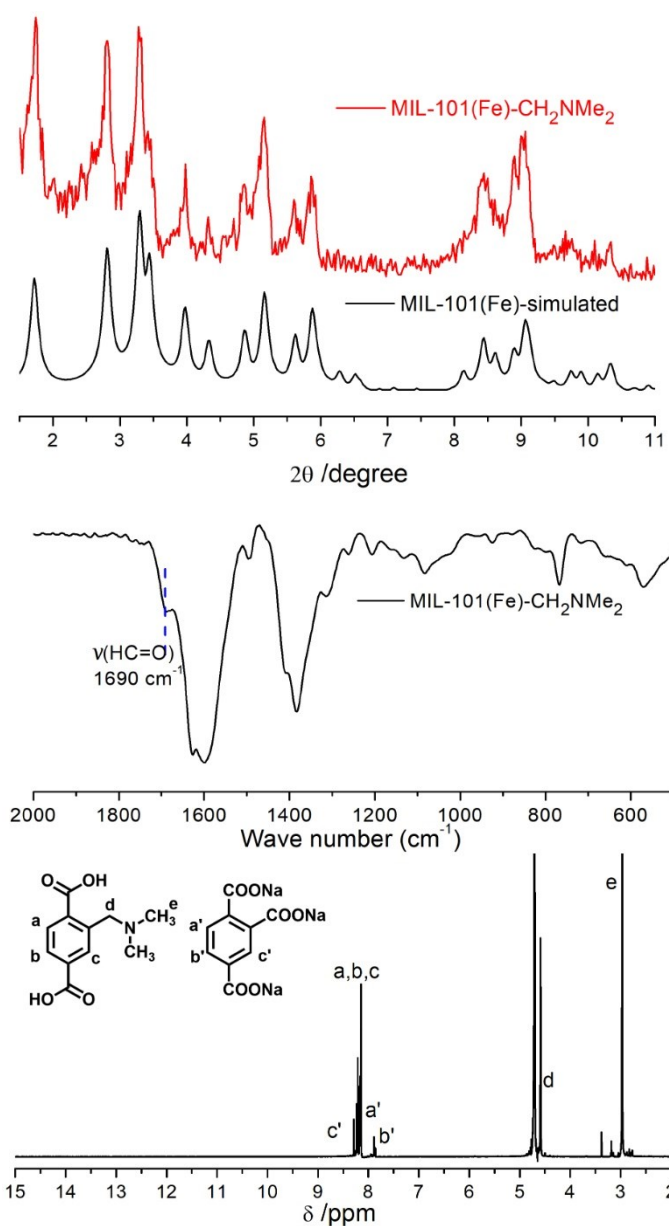 MIL-101(Fe)-CH₂NMe₂
MIL-101(Fe)-simulated
2 3 4 5 6 7 8 9 10 11
2θ /degree
MIL-101(Fe)-CH₂NMe₂
ν(HC=O)
1690 cm⁻¹
2000 1800 1600 1400 1200 1000 800 600
Wave number (cm⁻¹)
O OH
a d e
CH₃
N
b c CH₃
HO O
COONa
a' COONa
b' c'
COONa
a,b,c
e
d
c' a' b'
15 14 13 12 11 10 9 8 7 6 5 4 3 2
δ /ppm